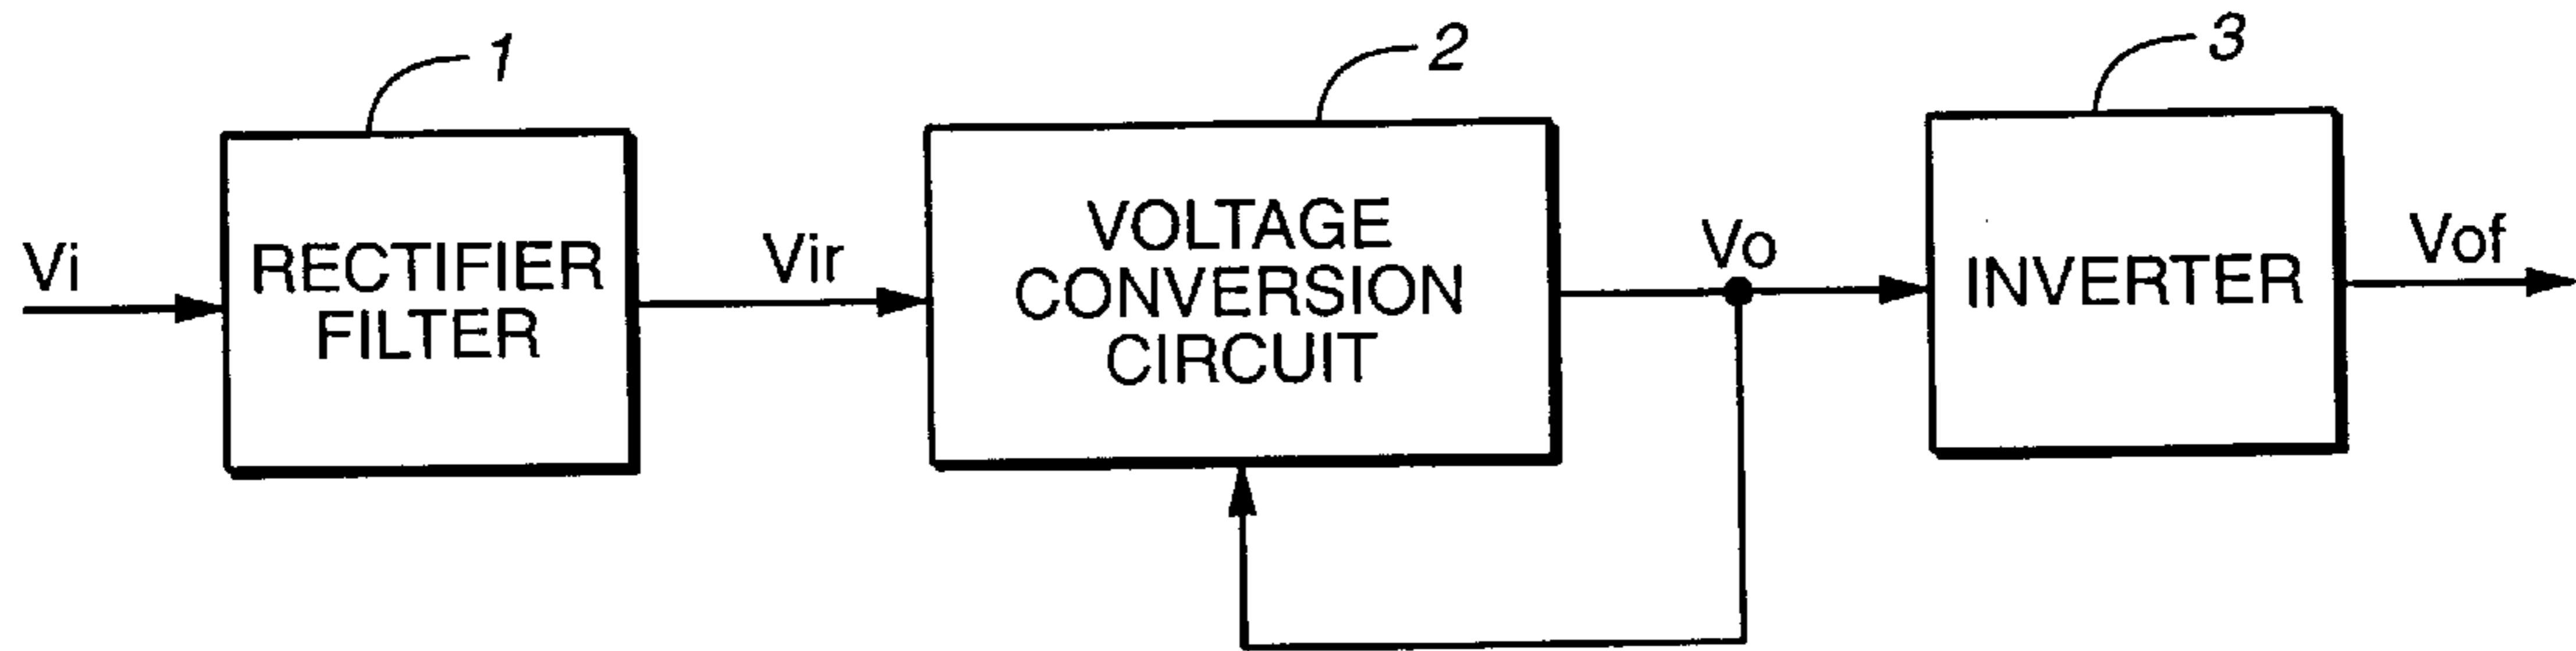 1
2
3
Vi
RECTIFIER
FILTER
Vir
VOLTAGE
CONVERSION
CIRCUIT
Vo
INVERTER
Vof